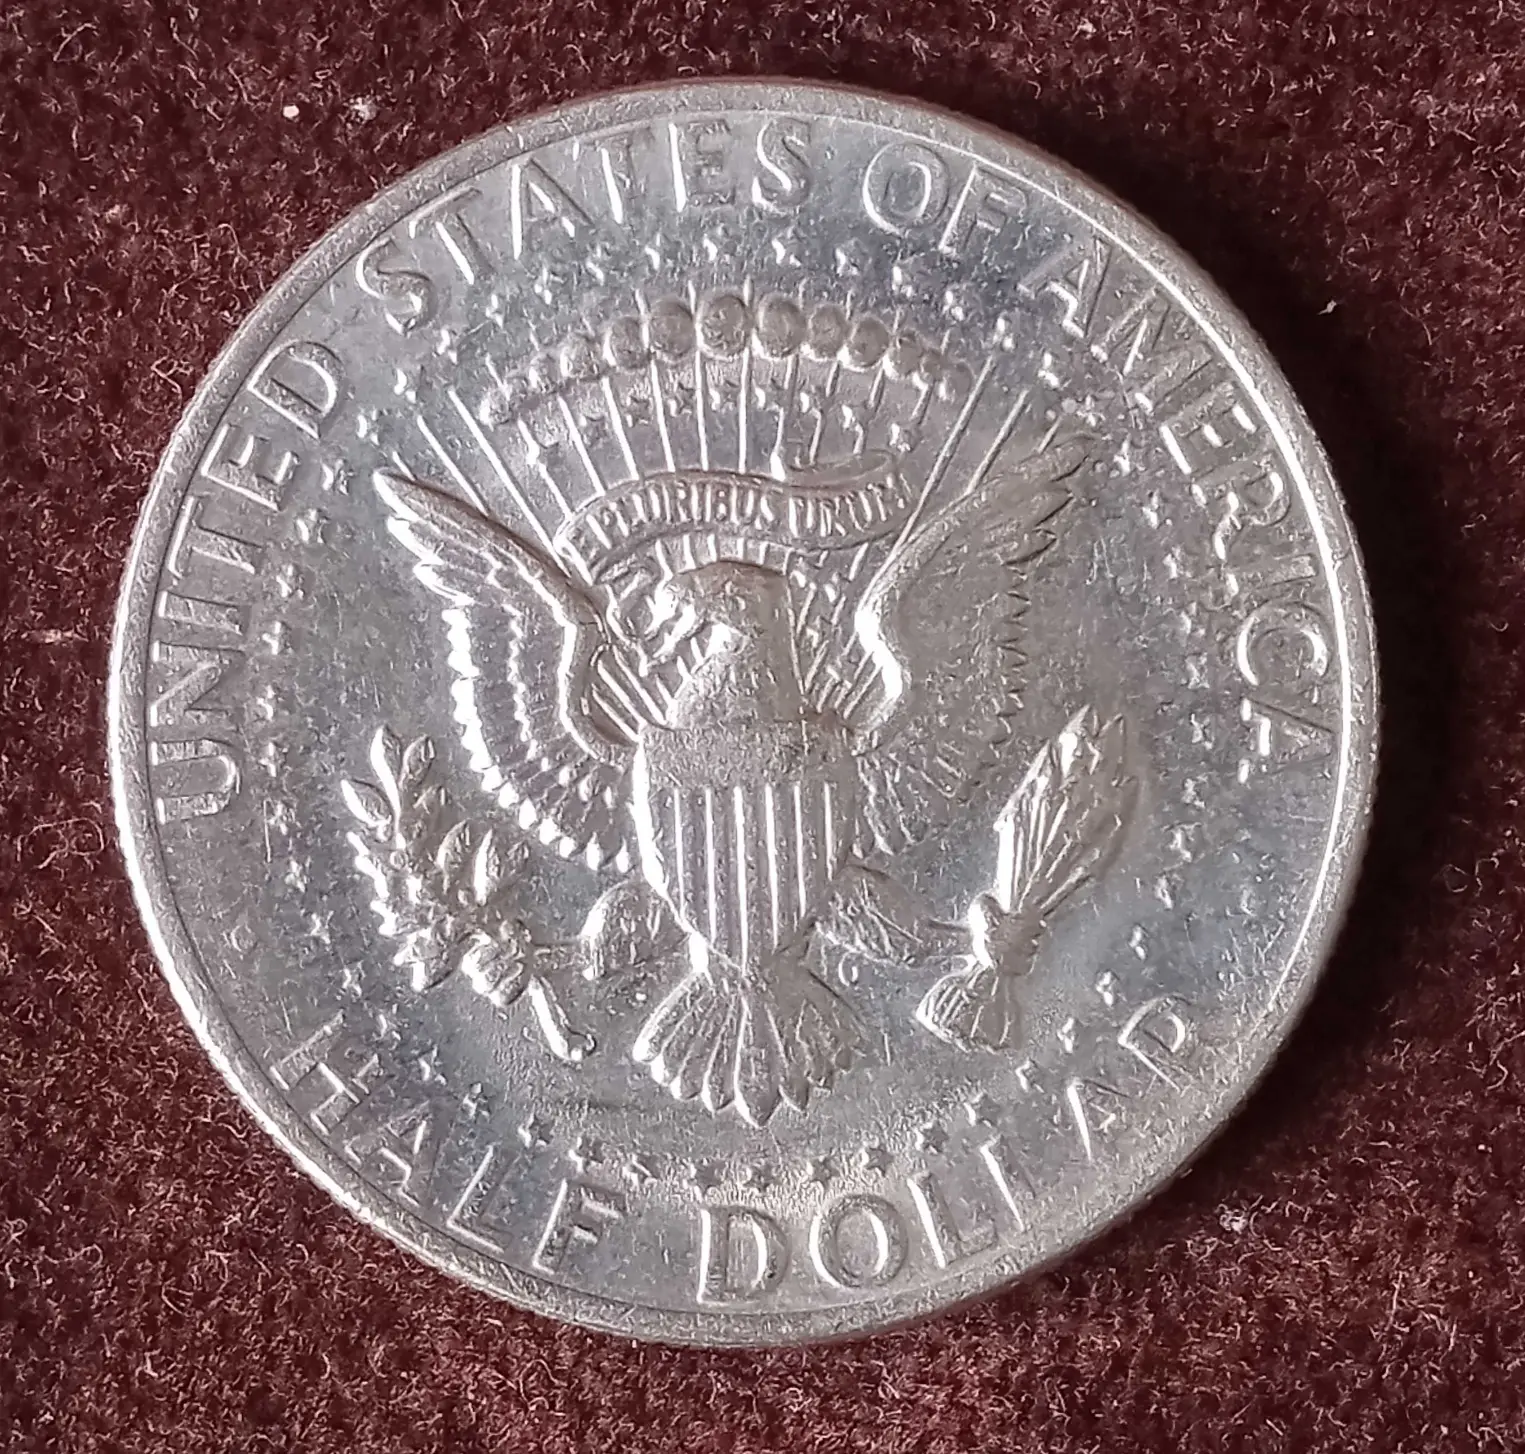 UNITED STATES OF AMERICA
E PLURIBUS UNUM
HALF DOLLAR